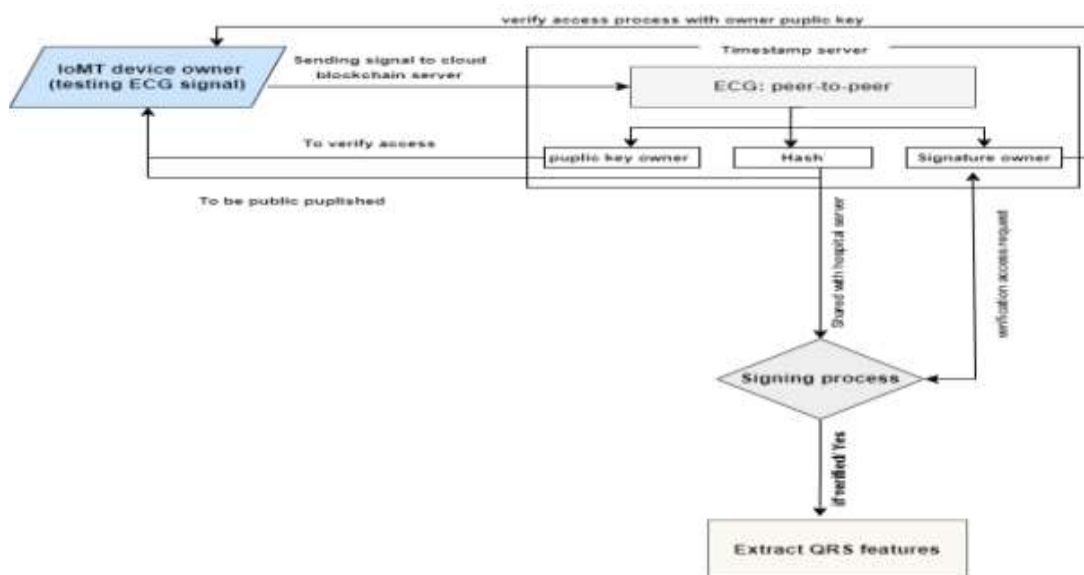 verify access process with owner puplic key
Timestamp server
IoMT device owner
(testing ECG signal)
Sending signal to cloud
blockchain server
ECG: peer-to-peer
To verify access
puplic key owner
Hash
Signature owner
To be public puplished
Shared with hospital server
verification access request
Signing process
if verified/ Yes
Extract QRS features